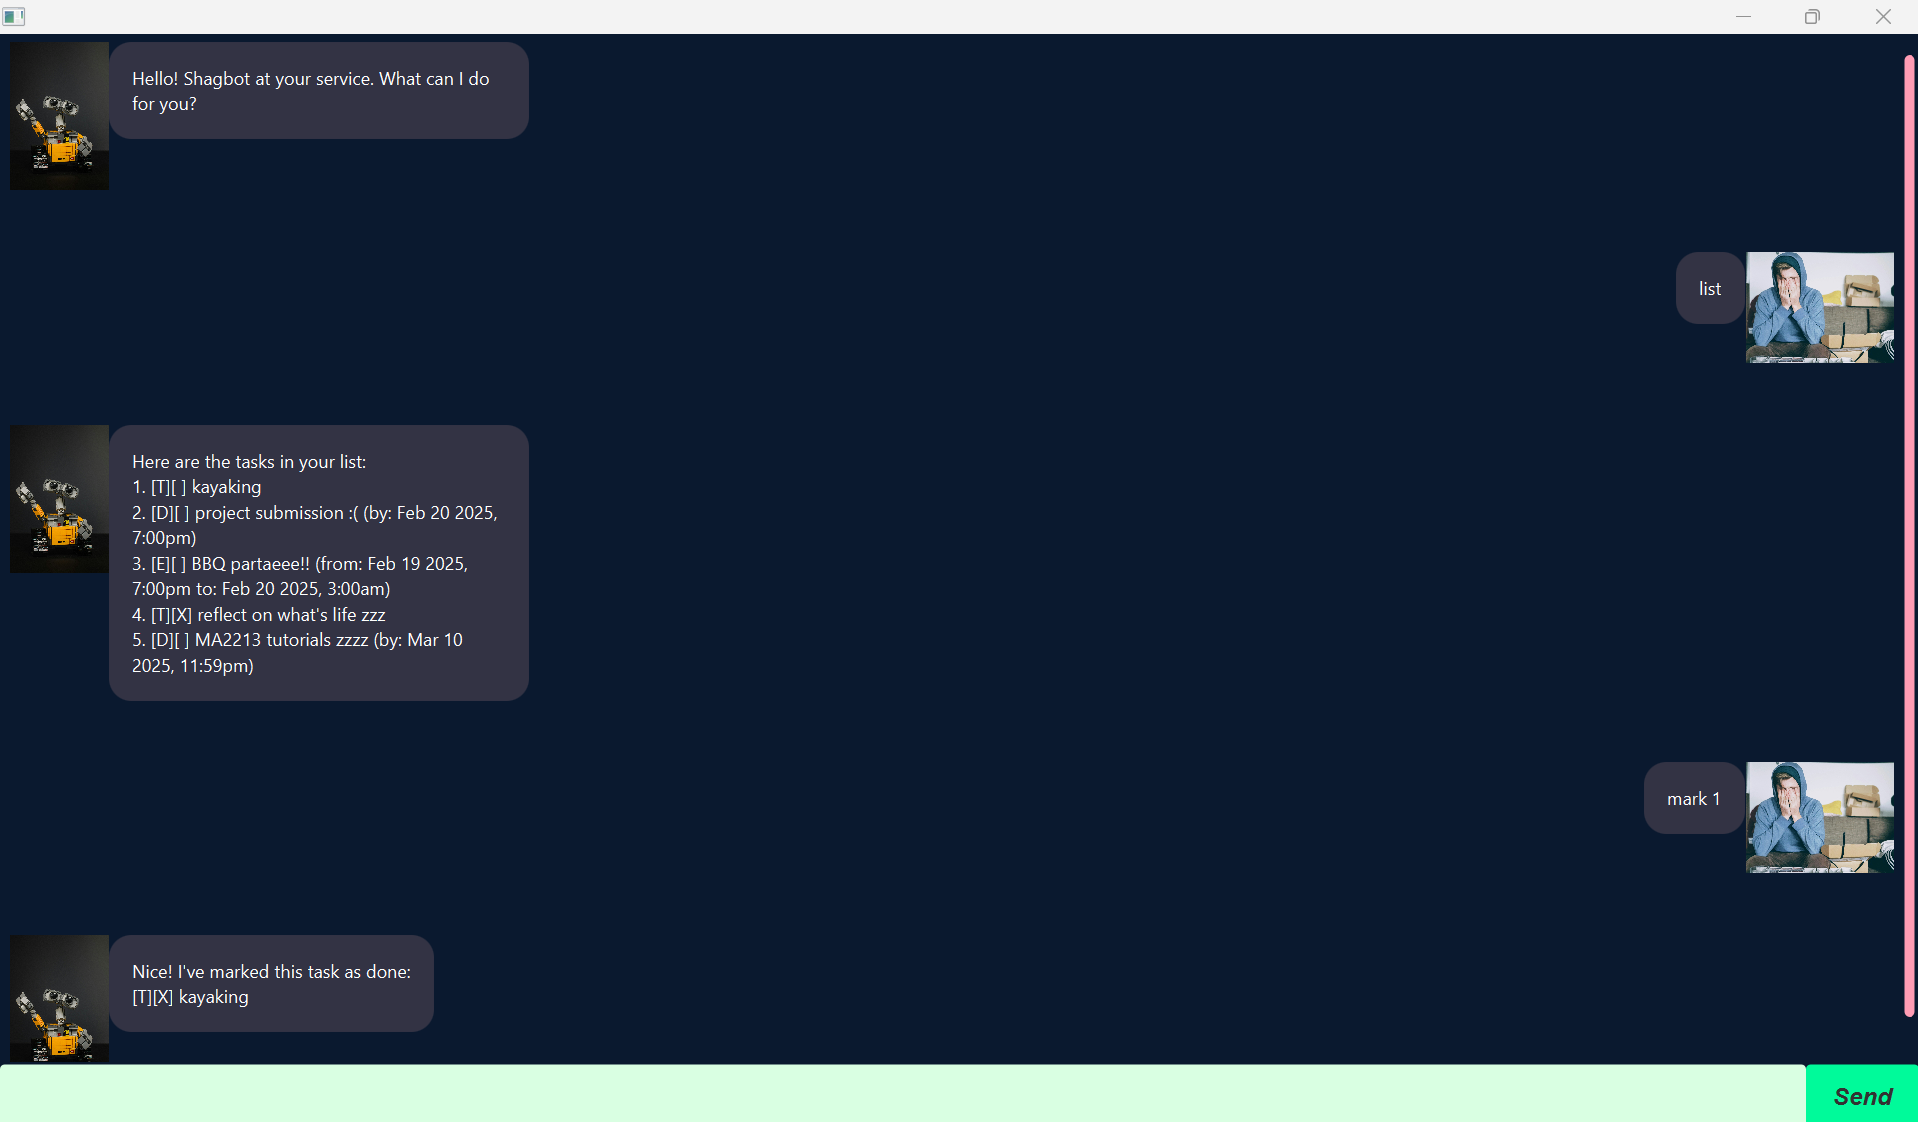 Hello! Shagbot at your service. What can I do
for you?
list
Here are the tasks in your list:
1. [T][ ] kayaking
2. [D][ ] project submission :( (by: Feb 20 2025,
7:00pm)
3. [E][ ] BBQ partaeee!! (from: Feb 19 2025,
7:00pm to: Feb 20 2025, 3:00am)
4. [T][X] reflect on what's life zzz
5. [D][ ] MA2213 tutorials zzzz (by: Mar 10
2025, 11:59pm)
mark 1
Nice! I've marked this task as done:
[T][X] kayaking
Send